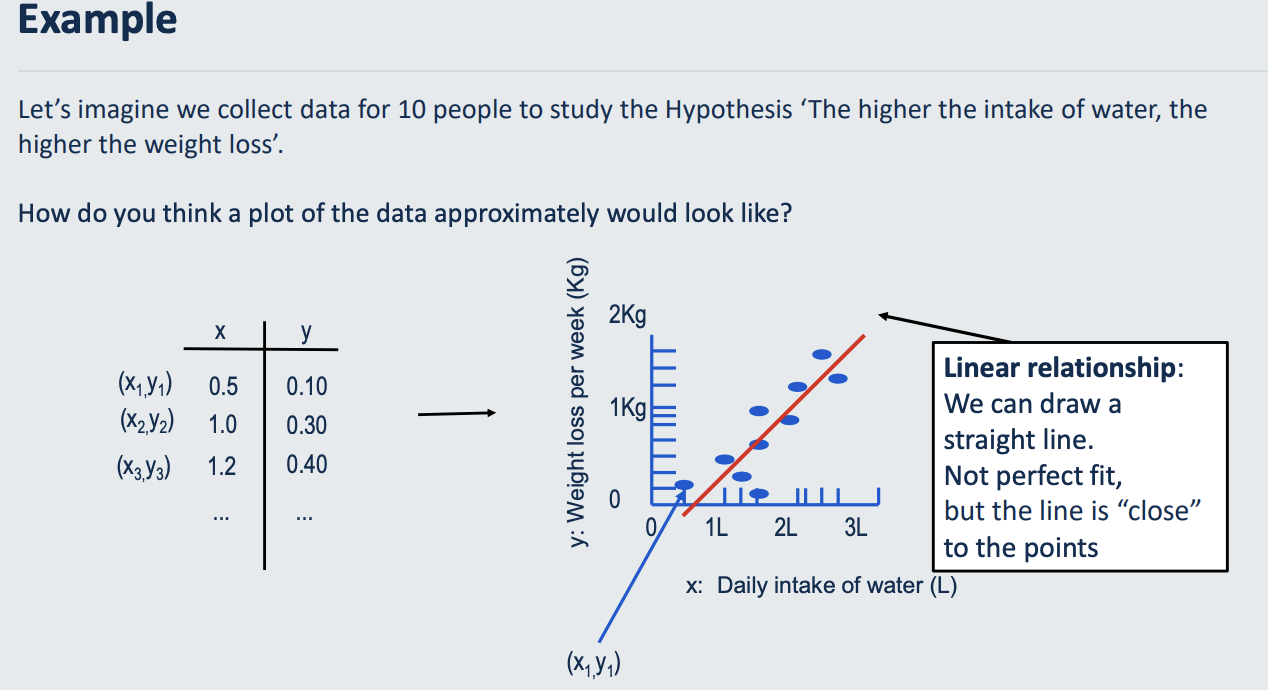 Example
Let's imagine we collect data for 10 people to study the Hypothesis ‘The higher the intake of water, the
higher the weight loss’.
How do you think a plot of the data approximately would look like?
x y
(x1,y1) 0.5 0.10
(x2,y2) 1.0 0.30
(x3,y3) 1.2 0.40
... ...
y: Weight loss per week (Kg)
2Kg
1Kg
0
0 1L 2L 3L
x: Daily intake of water (L)
(x1,y1)
Linear relationship:
We can draw a
straight line.
Not perfect fit,
but the line is “close”
to the points